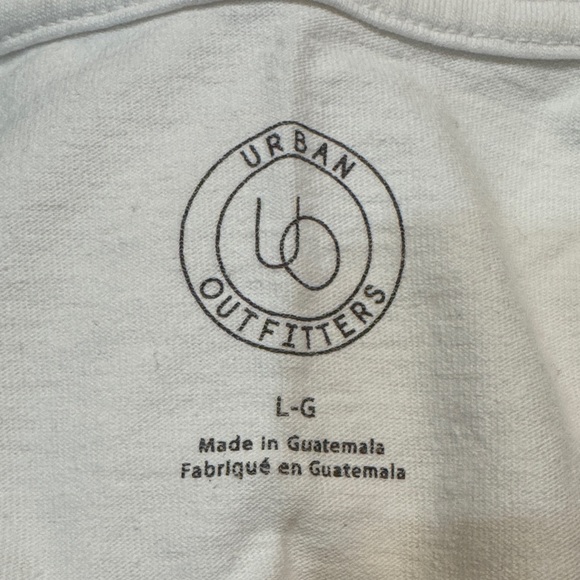 URBAN
UO
OUTFITTERS
L-G
Made in Guatemala
Fabriqué en Guatemala